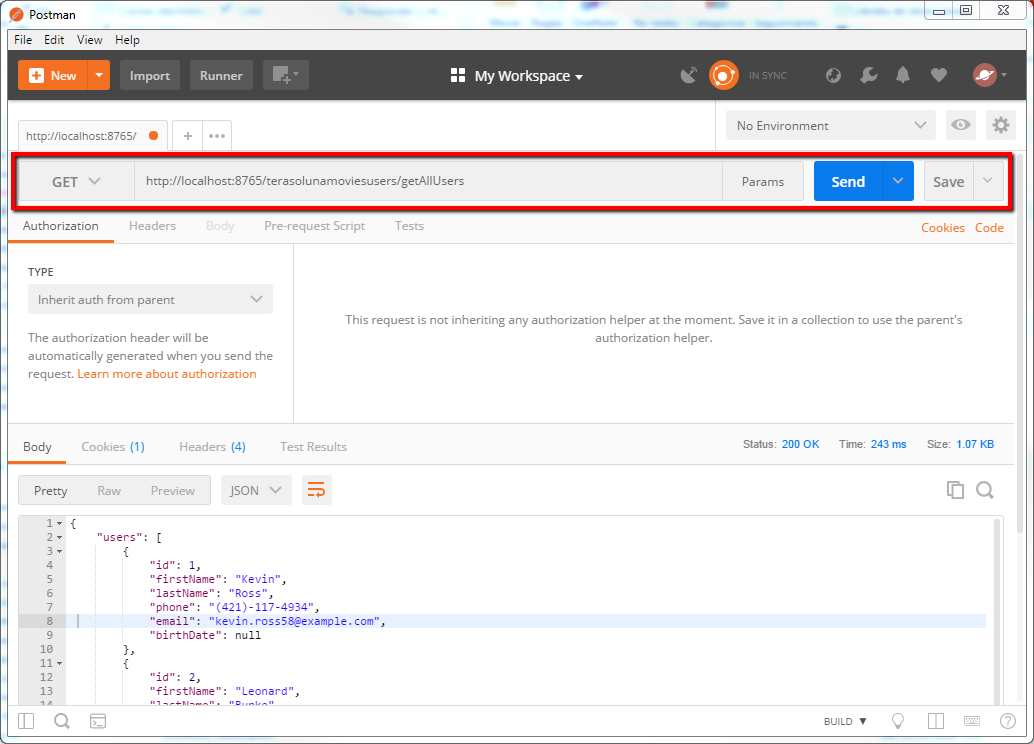 Postman
File Edit View Help
New Import Runner My Workspace IN SYNC
http://localhost:8765/ + ••• No Environment
GET http://localhost:8765/terasolunamoviesusers/getAllUsers Params Send Save
Authorization Headers Body Pre-request Script Tests Cookies Code
TYPE
Inherit auth from parent
The authorization header will be
automatically generated when you send the
request. Learn more about authorization
This request is not inheriting any authorization helper at the moment. Save it in a collection to use the parent's
authorization helper.
Body Cookies (1) Headers (4) Test Results Status: 200 OK Time: 243 ms Size: 1.07 KB
Pretty Raw Preview JSON
1 {
2 "users": [
3 {
4 "id": 1,
5 "firstName": "Kevin",
6 "lastName": "Ross",
7 "phone": "(421)-117-4934",
8 "email": "kevin.ross58@example.com",
9 "birthDate": null
10 },
11 {
12 "id": 2,
13 "firstName": "Leonard",
14 "lastName": "Burke",
BUILD